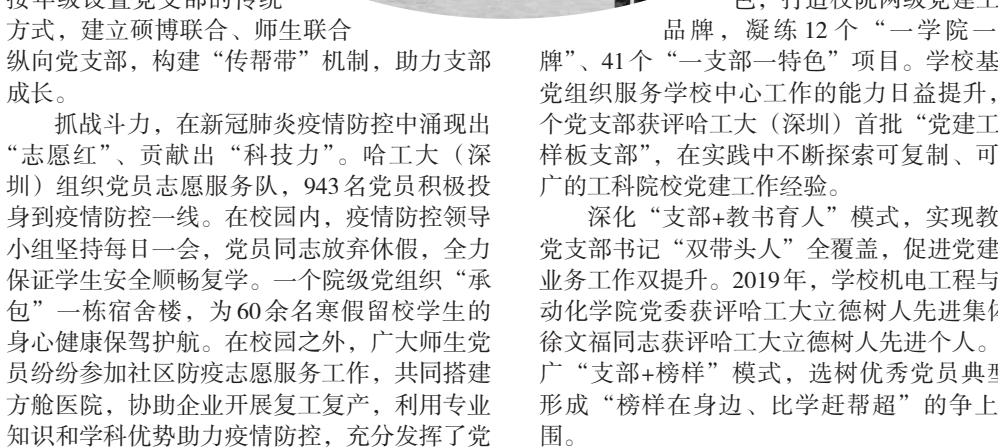 按年级设置党支部的传统
方式，建立硕博联合、师生联合
纵向党支部，构建“传帮带”机制，助力支部
成长。
抓战斗力，在新冠肺炎疫情防控中涌现出
“志愿红”、贡献出“科技力”。哈工大（深
圳）组织党员志愿服务队，943名党员积极投
身到疫情防控一线。在校园内，疫情防控领导
小组坚持每日一会，党员同志放弃休假，全力
保证学生安全顺畅复学。一个院级党组织“承
包”一栋宿舍楼，为60余名寒假留校学生的
身心健康保驾护航。在校园之外，广大师生党
员纷纷参加社区防疫志愿服务工作，共同搭建
方舱医院，协助企业开展复工复产，利用专业
知识和学科优势助力疫情防控，充分发挥了党
色，打造校院两级党建工
品牌，凝练12个“一学院一
牌”、41个“一支部一特色”项目。学校基
党组织服务学校中心工作的能力日益提升，
个党支部获评哈工大（深圳）首批“党建工
样板支部”，在实践中不断探索可复制、可
广的工科院校党建工作经验。
深化“支部+教书育人”模式，实现教
党支部书记“双带头人”全覆盖，促进党建
业务工作双提升。2019年，学校机电工程与
动化学院党委获评哈工大立德树人先进集体
徐文福同志获评哈工大立德树人先进个人。
广“支部+榜样”模式，选树优秀党员典型
形成“榜样在身边、比学赶帮超”的争上
围。